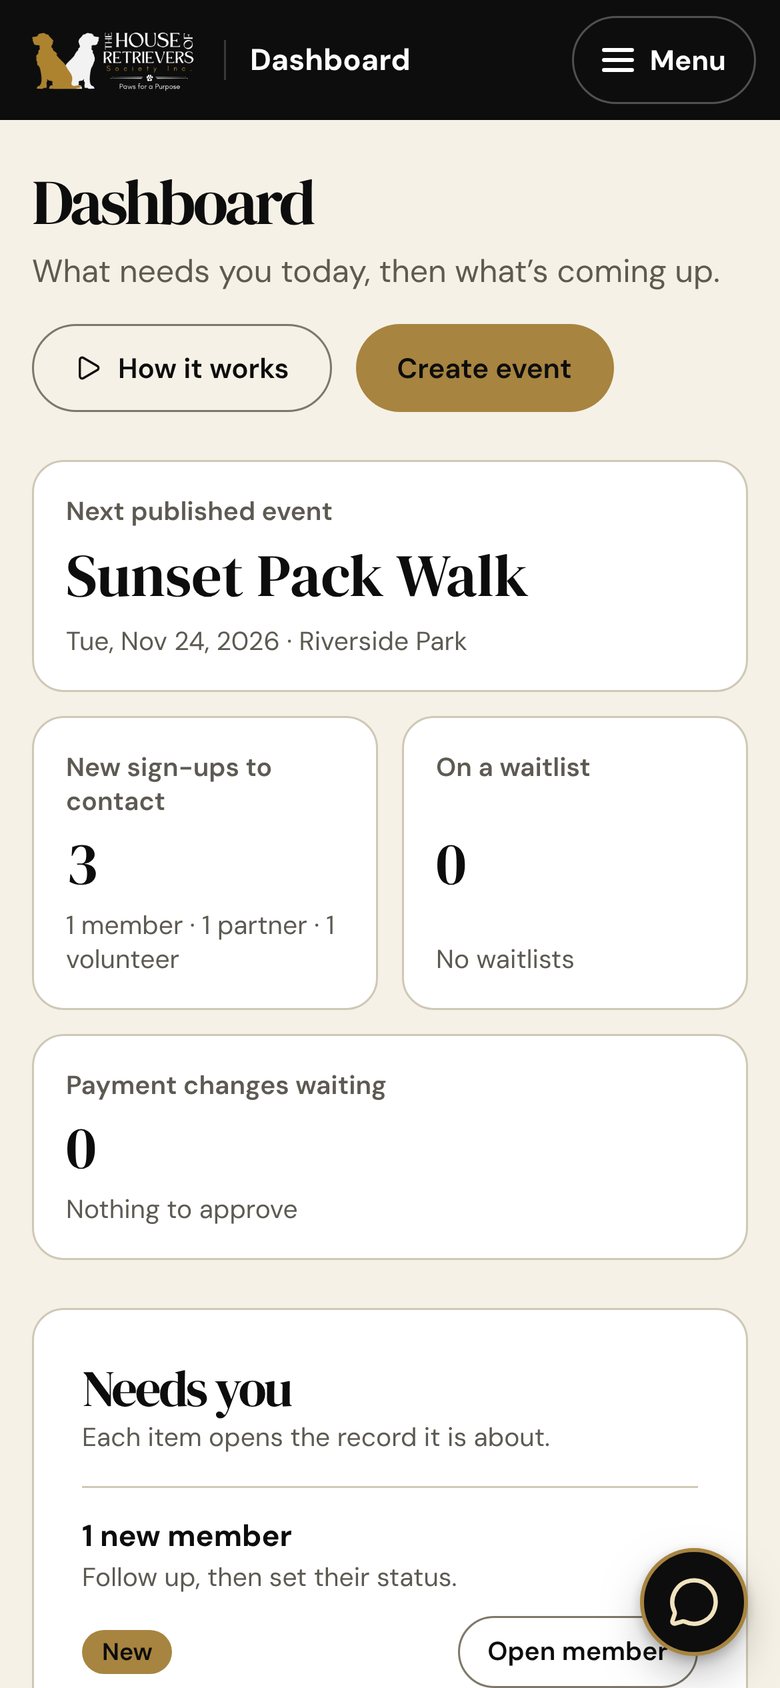 THE HOUSE OF
RETRIEVERS
Society Inc.
Paws for a Purpose
Dashboard
Menu
Dashboard
What needs you today, then what’s coming up.
How it works
Create event
Next published event
Sunset Pack Walk
Tue, Nov 24, 2026 · Riverside Park
New sign-ups to
contact
3
1 member · 1 partner · 1
volunteer
On a waitlist
0
No waitlists
Payment changes waiting
0
Nothing to approve
Needs you
Each item opens the record it is about.
1 new member
Follow up, then set their status.
New
Open member